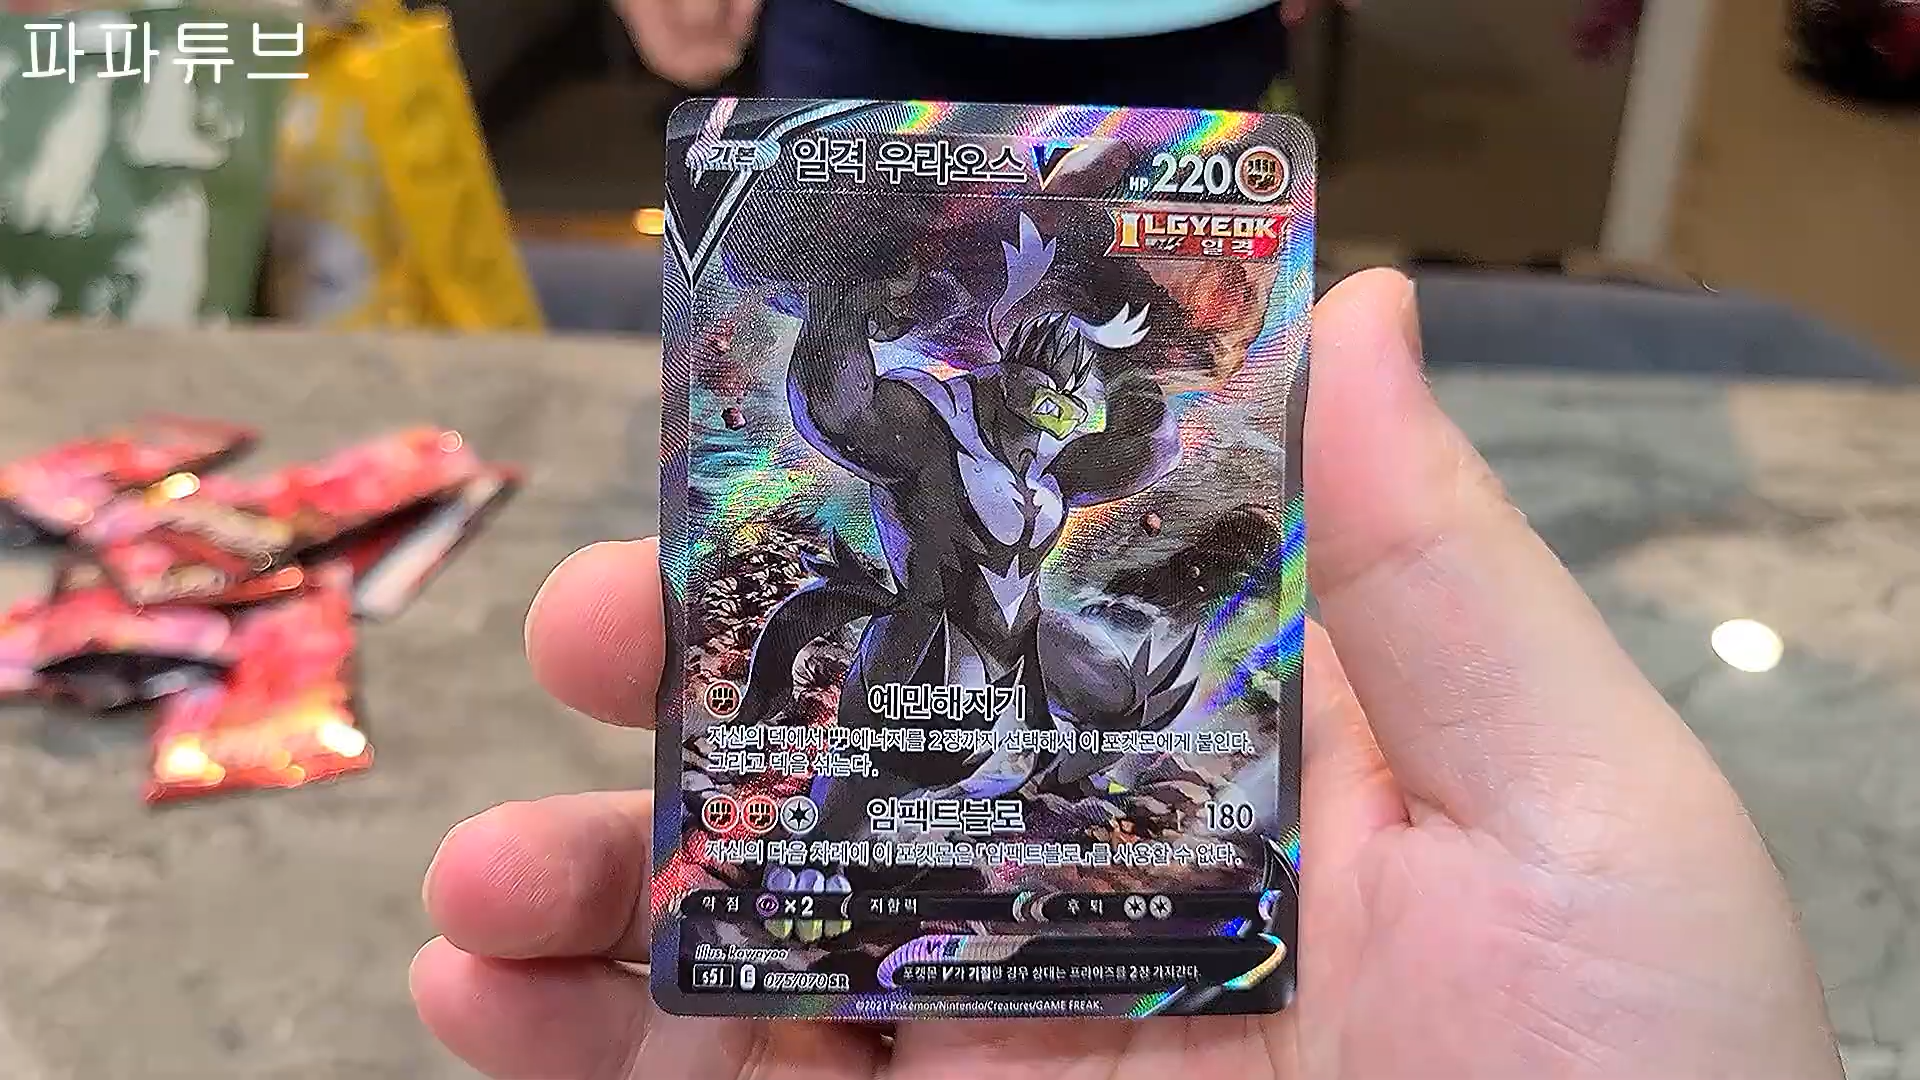 파파튜브
기본 일격 우라오스 V HP 220
ILGYEOK
일격
예민해지기
자신의 덱에서 에너지를 2장까지 선택해서 이 포켓몬에게 붙인다.
그리고 덱을 섞는다.
임팩트블로 180
자신의 다음 차례에 이 포켓몬은 「임팩트블로」를 사용할 수 없다.
약점 ×2 저항력 후퇴
illus. kawayoo
V룰
포켓몬 V가 기절한 경우 상대는 프라이즈를 2장 가져간다.
s5I E 075/070 SR
©2021 Pokémon/Nintendo/Creatures/GAME FREAK.